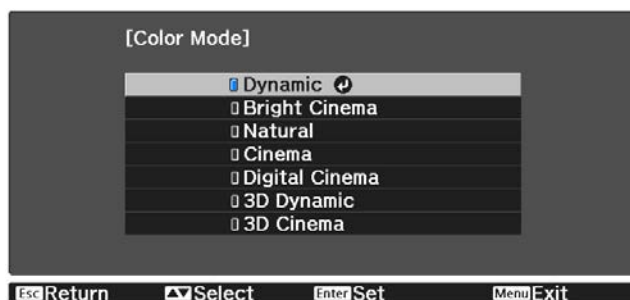 [Color Mode]
Dynamic
Bright Cinema
Natural
Cinema
Digital Cinema
3D Dynamic
3D Cinema
Esc Return Select Enter Set Menu Exit